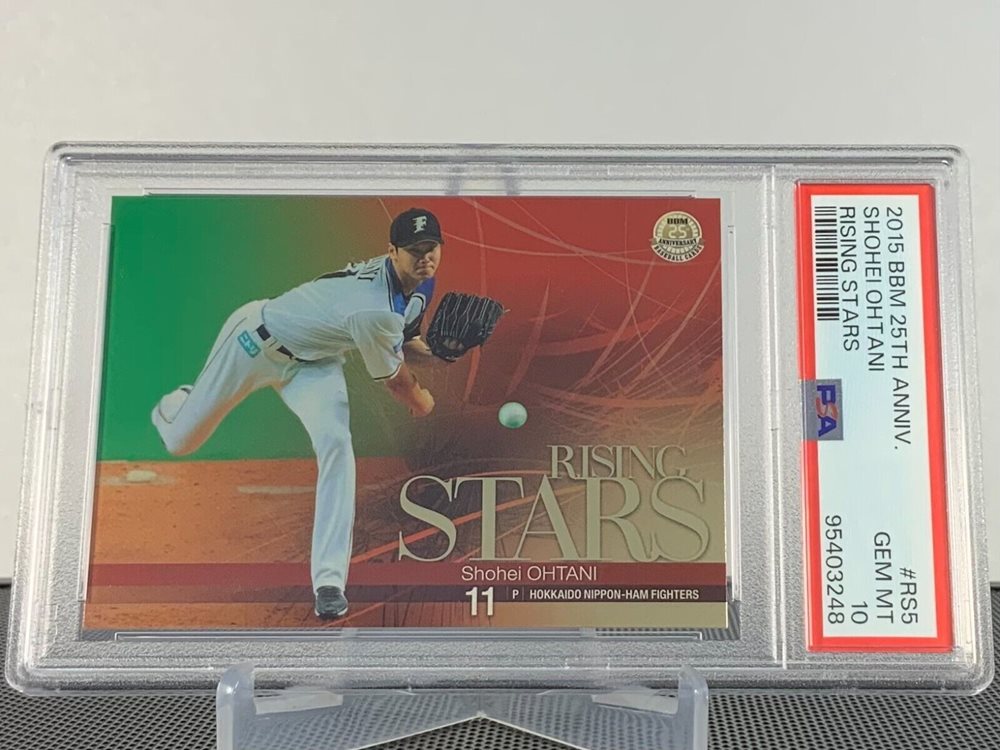 F
BBM
25
ANNIVERSARY
BASEBALL CARDS
RISING
STARS
Shohei OHTANI
11 P HOKKAIDO NIPPON-HAM FIGHTERS
2015 BBM 25TH ANNIV. #RS5
SHOHEI OHTANI GEM MT
RISING STARS 10
95403248
PSA